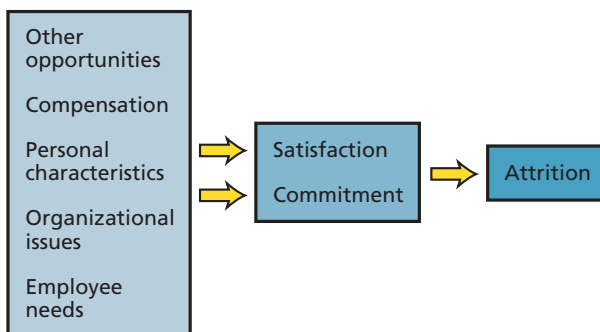 Other
opportunities
Compensation
Personal
characteristics
Organizational
issues
Employee
needs
Satisfaction
Commitment
Attrition